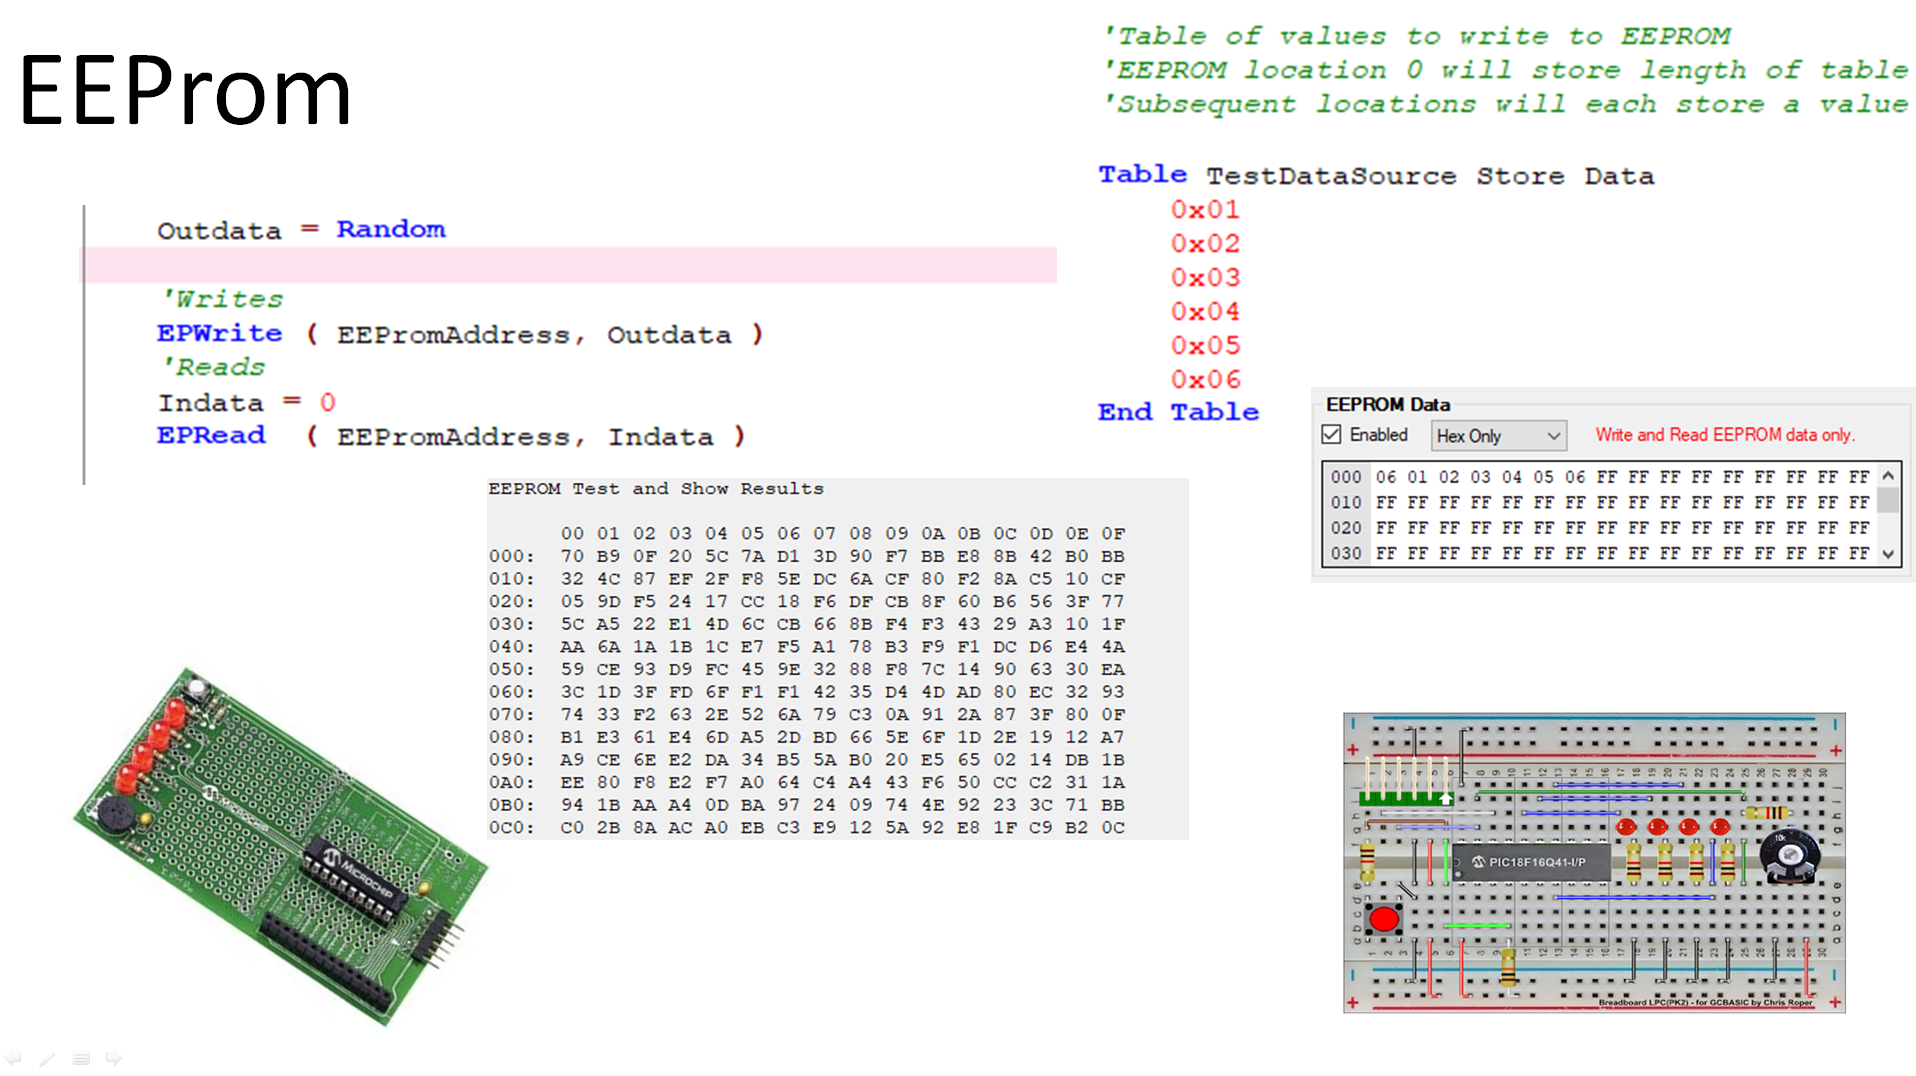 EEProm
'Table of values to write to EEPROM
'EEPROM location 0 will store length of table
'Subsequent locations will each store a value
Table TestDataSource Store Data
0x01
0x02
0x03
0x04
0x05
0x06
End Table
Outdata = Random
'Writes
EPWrite ( EEPromAddress, Outdata )
'Reads
Indata = 0
EPRead ( EEPromAddress, Indata )
EEPROM Data
Enabled Hex Only Write and Read EEPROM data only.
000 06 01 02 03 04 05 06 FF FF FF FF FF FF FF FF FF
010 FF FF FF FF FF FF FF FF FF FF FF FF FF FF FF FF
020 FF FF FF FF FF FF FF FF FF FF FF FF FF FF FF FF
030 FF FF FF FF FF FF FF FF FF FF FF FF FF FF FF FF
EEPROM Test and Show Results
00 01 02 03 04 05 06 07 08 09 0A 0B 0C 0D 0E 0F
000: 70 B9 0F 20 5C 7A D1 3D 90 F7 BB E8 8B 42 B0 BB
010: 32 4C 87 EF 2F F8 5E DC 6A CF 80 F2 8A C5 10 CF
020: 05 9D F5 24 17 CC 18 F6 DF CB 8F 60 B6 56 3F 77
030: 5C A5 22 E1 4D 6C CB 66 8B F4 F3 43 29 A3 10 1F
040: AA 6A 1A 1B 1C E7 F5 A1 78 B3 F9 F1 DC D6 E4 4A
050: 59 CE 93 D9 FC 45 9E 32 88 F8 7C 14 90 63 30 EA
060: 3C 1D 3F FD 6F F1 F1 42 35 D4 4D AD 80 EC 32 93
070: 74 33 F2 63 2E 52 6A 79 C3 0A 91 2A 87 3F 80 0F
080: B1 E3 61 E4 6D A5 2D BD 66 5E 6F 1D 2E 19 12 A7
090: A9 CE 6E E2 DA 34 B5 5A B0 20 E5 65 02 14 DB 1B
0A0: EE 80 F8 E2 F7 A0 64 C4 A4 43 F6 50 CC C2 31 1A
0B0: 94 1B AA A4 0D BA 97 24 09 74 4E 92 23 3C 71 BB
0C0: C0 2B 8A AC A0 EB C3 E9 12 5A 92 E8 1F C9 B2 0C
MICROCHIP
MICROCHIP
PIC18F16Q41-I/P
10k
Breadboard LPC(PK2) - for GCBASIC by Chris Roper